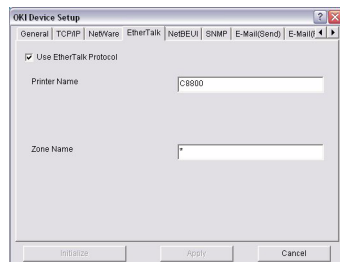 OKI Device Setup
General TCP/IP NetWare EtherTalk NetBEUI SNMP E-Mail(Send) E-Mail(
Use EtherTalk Protocol
Printer Name C8800
Zone Name *
Initialize Apply Cancel